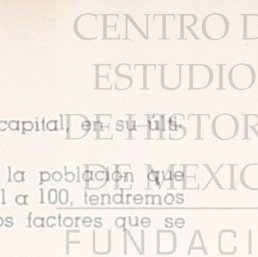 CENTRO D
ESTUDIO
capital, en su últi-
DE HISTOR
la población que
DE MEXIC
l a 100, tendremos
os factores que se
FUNDACI